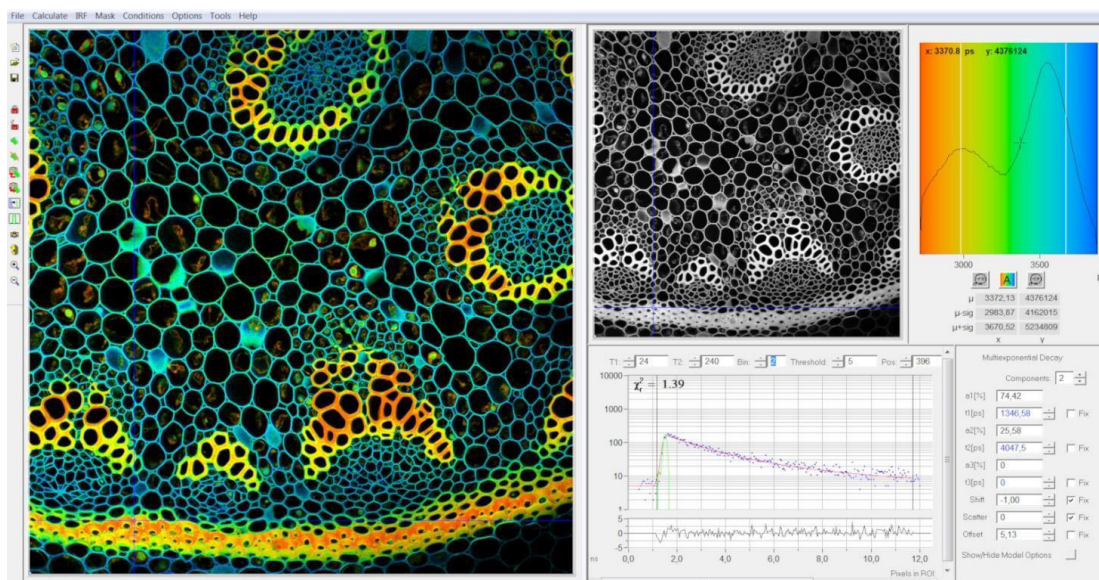 File Calculate IRF Mask Conditions Options Tools Help
x: 3370.8 ps y: 4376124
3000 3500
A
μ 3372,13 4376124
μ-sig 2983,87 4162015
μ+sig 3670,52 5234809
x y
T1: 24 T2: 240 Bin: 2 Threshold: 5 Pos: 396
χ²r = 1.39
10000
1000
100
10
1
5
0
-5
ns 0,0 2,0 4,0 6,0 8,0 10,0 12,0
Pixels in ROI
Multiexponential Decay
Components: 2
a1[%] 74,42
t1[ps] 1346,58 Fix
a2[%] 25,58
t2[ps] 4047,5 Fix
a3[%] 0
t3[ps] 0 Fix
Shift -1,00 Fix
Scatter 0 Fix
Offset 5,13 Fix
Show/Hide Model Options